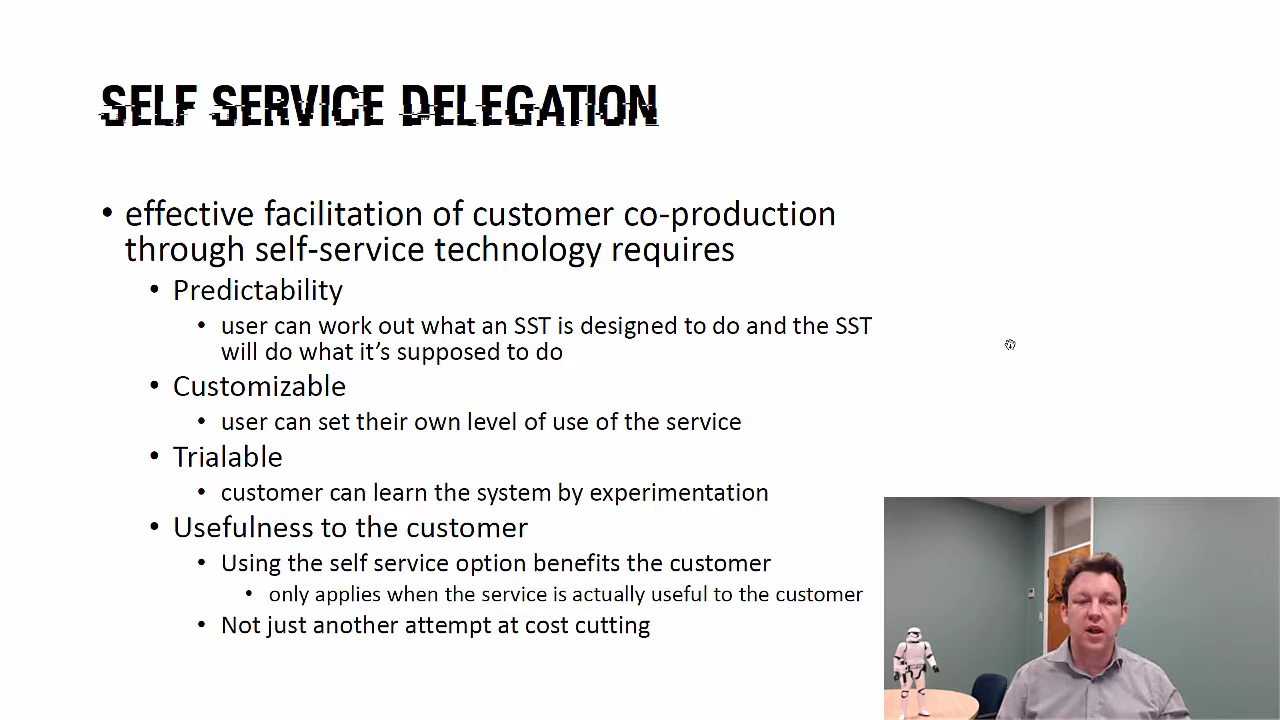 SELF SERVICE DELEGATION
• effective facilitation of customer co-production
through self-service technology requires
• Predictability
• user can work out what an SST is designed to do and the SST
will do what it's supposed to do
• Customizable
• user can set their own level of use of the service
• Trialable
• customer can learn the system by experimentation
• Usefulness to the customer
• Using the self service option benefits the customer
• only applies when the service is actually useful to the customer
• Not just another attempt at cost cutting